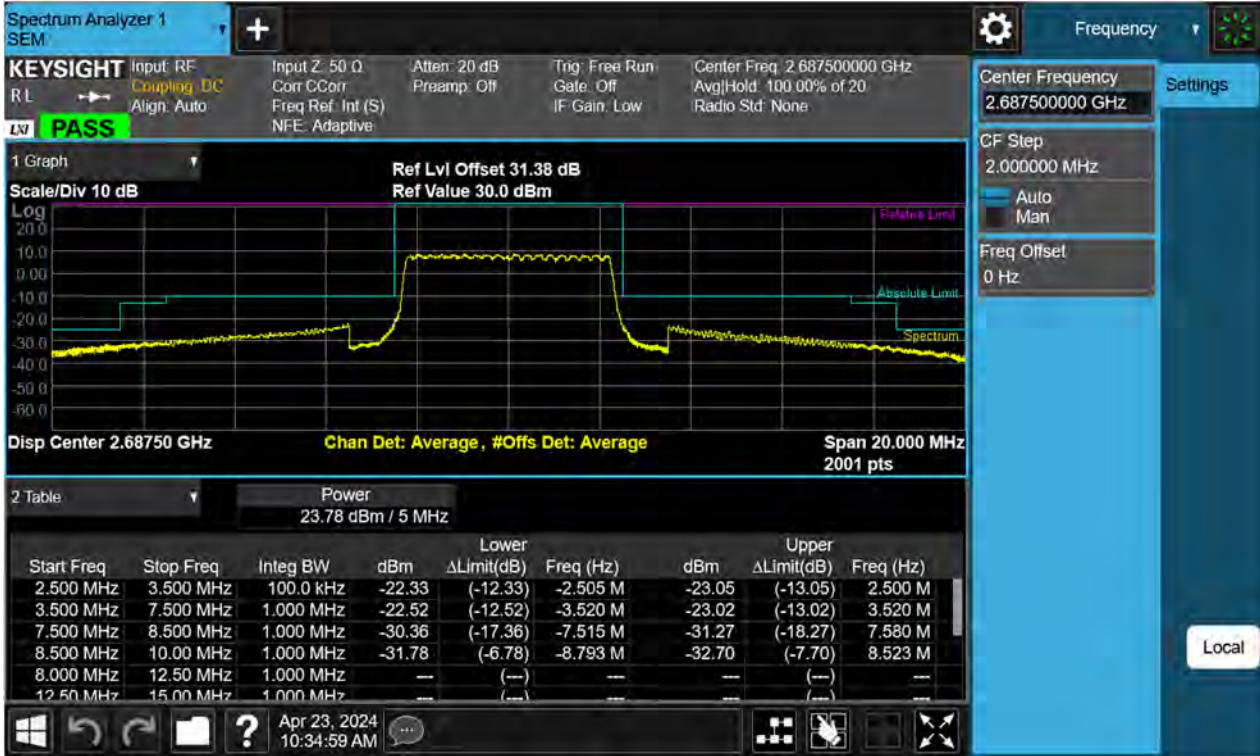 Spectrum Analyzer 1
SEM
+
Frequency
KEYSIGHT
R L
LXI
PASS
Input: RF
Coupling: DC
Align: Auto
Input Z: 50 Ω
Corr CCorr
Freq Ref: Int (S)
NFE: Adaptive
Atten: 20 dB
Preamp: Off
Trig: Free Run
Gate: Off
IF Gain: Low
Center Freq: 2.687500000 GHz
Avg|Hold: 100.00% of 20
Radio Std: None
Center Frequency
2.687500000 GHz
Settings
CF Step
2.000000 MHz
Auto
Man
Freq Offset
0 Hz
1 Graph
Scale/Div 10 dB
Ref Lvl Offset 31.38 dB
Ref Value 30.0 dBm
Log
20.0
10.0
0.00
-10.0
-20.0
-30.0
-40.0
-50.0
-60.0
Relative Limit
Absolute Limit
Spectrum
Disp Center 2.68750 GHz
Chan Det: Average, #Offs Det: Average
Span 20.000 MHz
2001 pts
2 Table
Power
23.78 dBm / 5 MHz
Lower Upper
Start Freq Stop Freq Integ BW dBm ΔLimit(dB) Freq (Hz) dBm ΔLimit(dB) Freq (Hz)
2.500 MHz 3.500 MHz 100.0 kHz -22.33 (-12.33) -2.505 M -23.05 (-13.05) 2.500 M
3.500 MHz 7.500 MHz 1.000 MHz -22.52 (-12.52) -3.520 M -23.02 (-13.02) 3.520 M
7.500 MHz 8.500 MHz 1.000 MHz -30.36 (-17.36) -7.515 M -31.27 (-18.27) 7.580 M
8.500 MHz 10.00 MHz 1.000 MHz -31.78 (-6.78) -8.793 M -32.70 (-7.70) 8.523 M
8.000 MHz 12.50 MHz 1.000 MHz --- (---) --- --- (---) ---
12.50 MHz 15.00 MHz 1.000 MHz --- (---) --- --- (---) ---
Local
?
Apr 23, 2024
10:34:59 AM